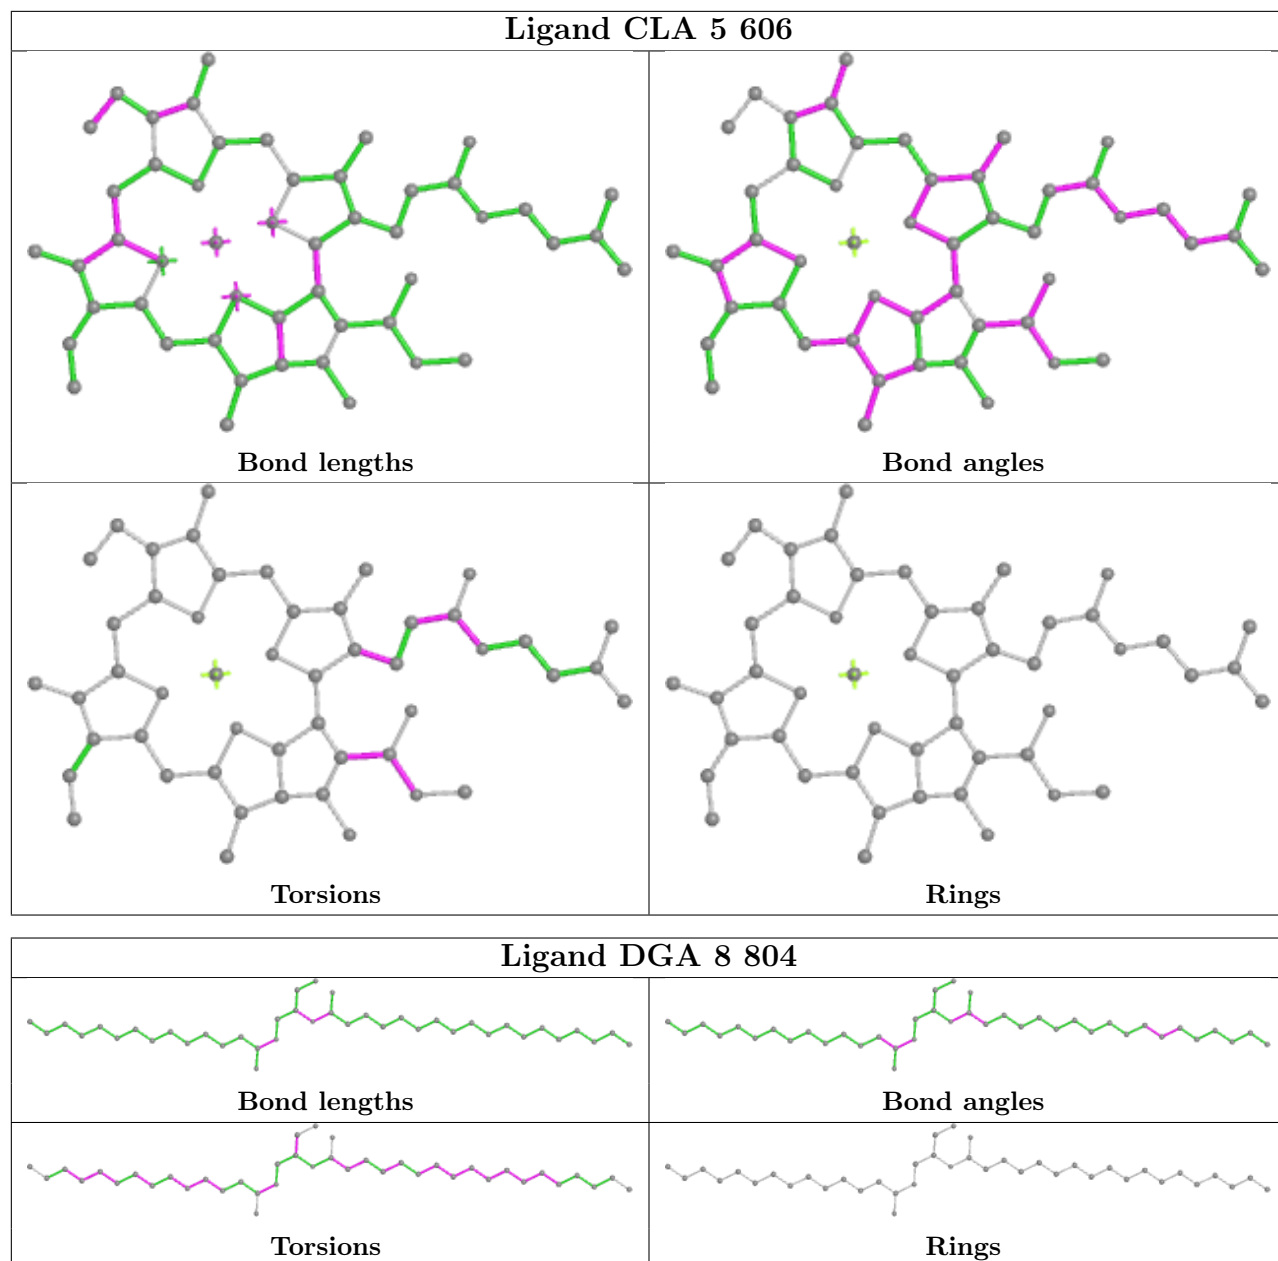 Ligand CLA 5 606
Bond lengths
Bond angles
Torsions
Rings
Ligand DGA 8 804
Bond lengths
Bond angles
Torsions
Rings